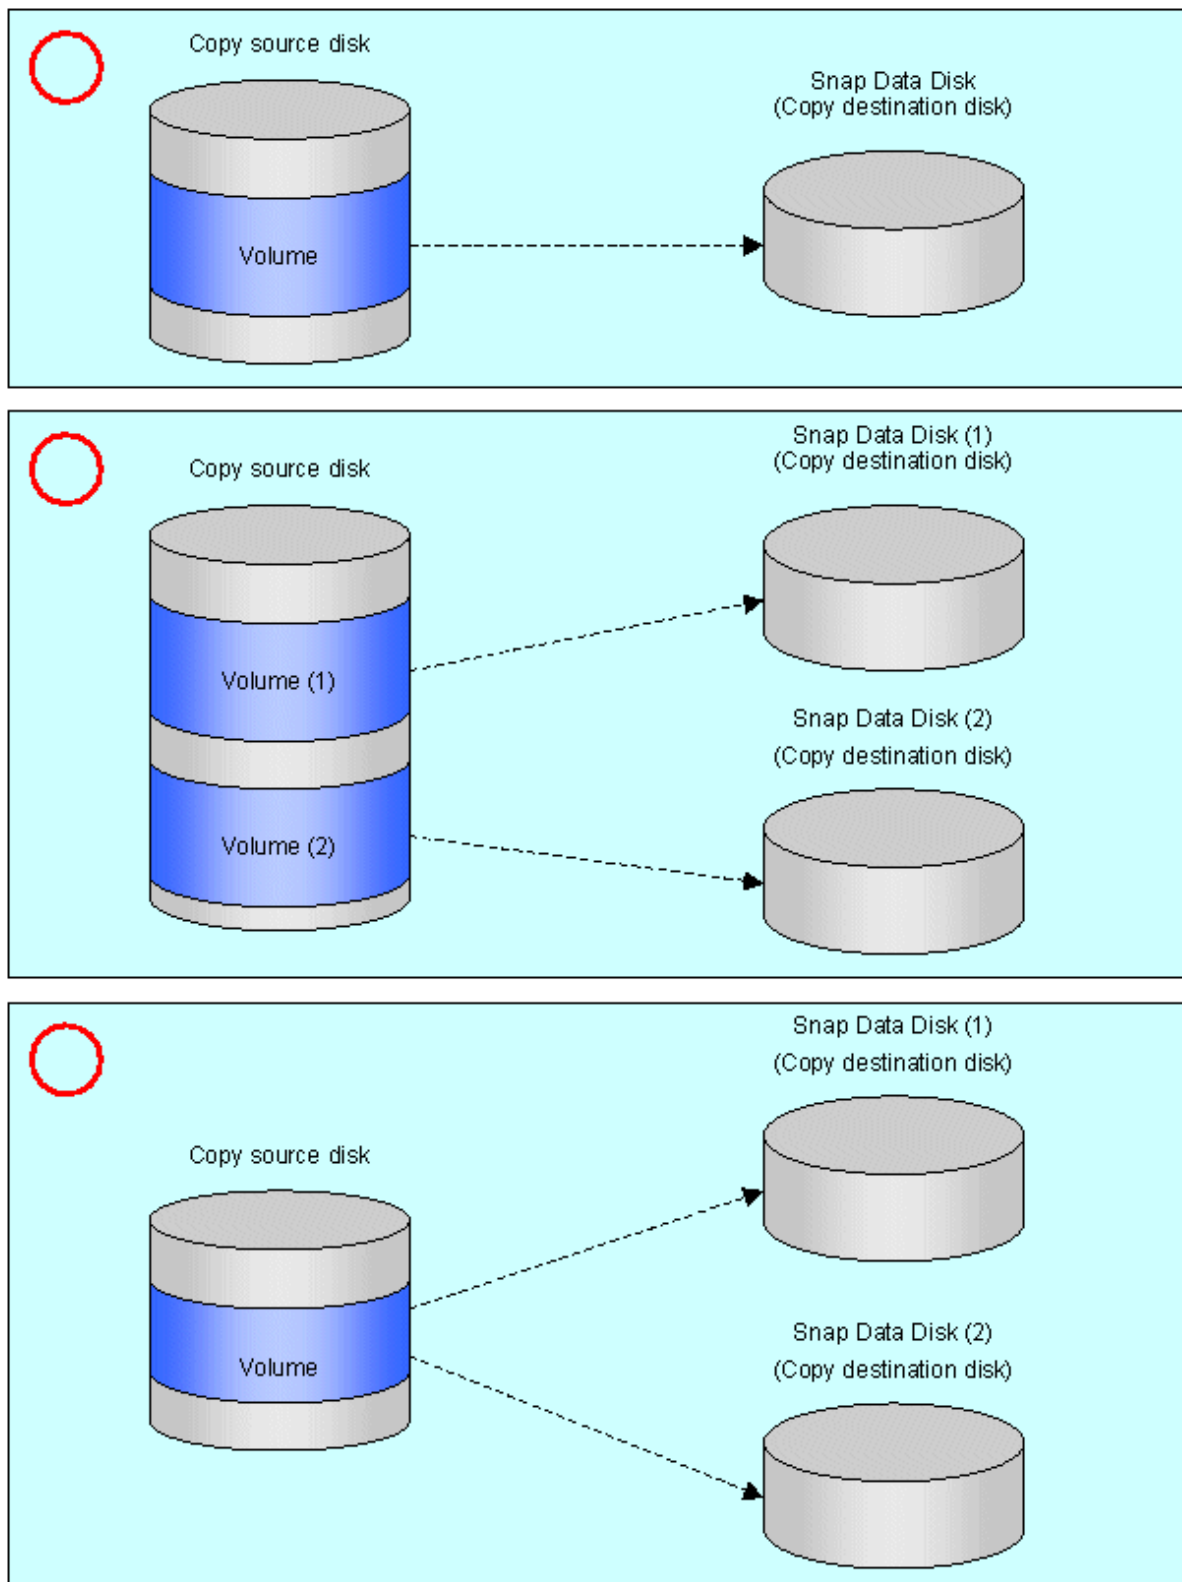 Copy source disk
Snap Data Disk
(Copy destination disk)
Volume
Snap Data Disk (1)
(Copy destination disk)
Copy source disk
Volume (1)
Snap Data Disk (2)
(Copy destination disk)
Volume (2)
Snap Data Disk (1)
(Copy destination disk)
Copy source disk
Snap Data Disk (2)
(Copy destination disk)
Volume